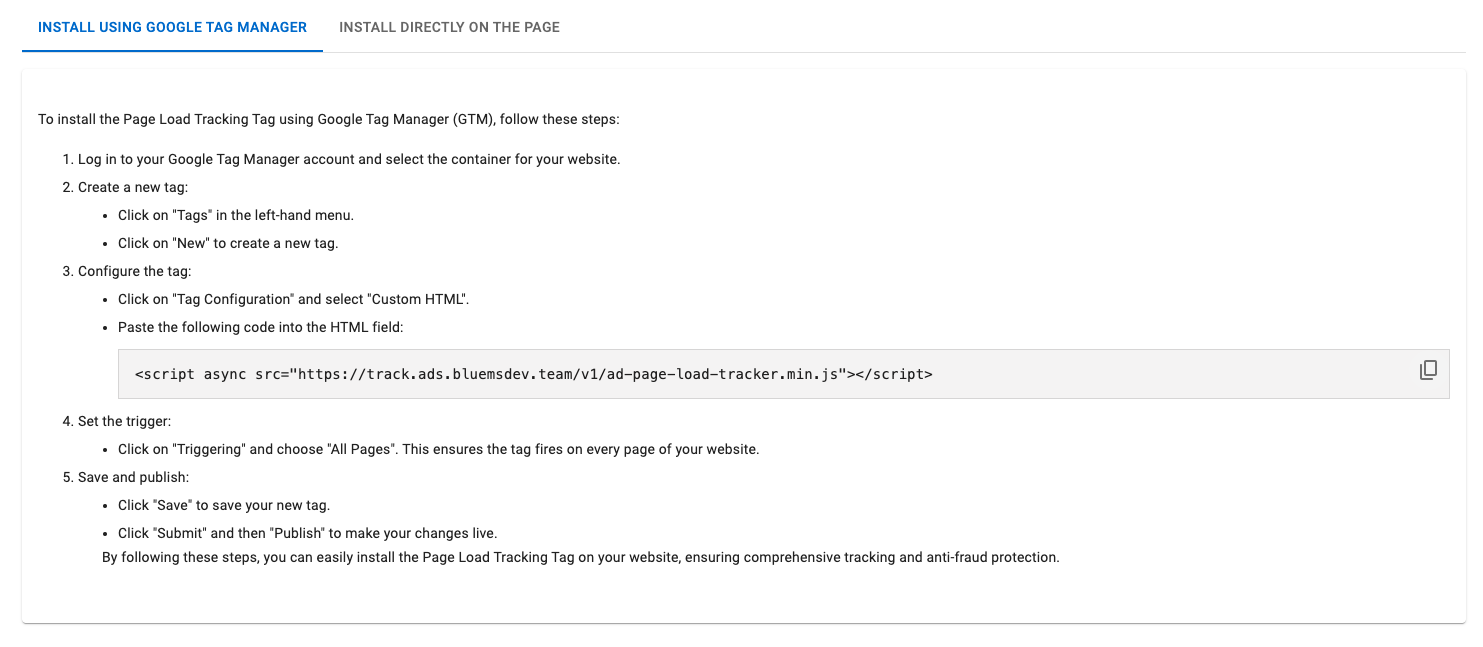 INSTALL USING GOOGLE TAG MANAGER
INSTALL DIRECTLY ON THE PAGE
To install the Page Load Tracking Tag using Google Tag Manager (GTM), follow these steps:
1. Log in to your Google Tag Manager account and select the container for your website.
2. Create a new tag:
• Click on "Tags" in the left-hand menu.
• Click on "New" to create a new tag.
3. Configure the tag:
• Click on "Tag Configuration" and select "Custom HTML".
• Paste the following code into the HTML field:
<script async src="https://track.ads.bluemsdev.team/v1/ad-page-load-tracker.min.js"></script>
4. Set the trigger:
• Click on "Triggering" and choose "All Pages". This ensures the tag fires on every page of your website.
5. Save and publish:
• Click "Save" to save your new tag.
• Click "Submit" and then "Publish" to make your changes live.
By following these steps, you can easily install the Page Load Tracking Tag on your website, ensuring comprehensive tracking and anti-fraud protection.